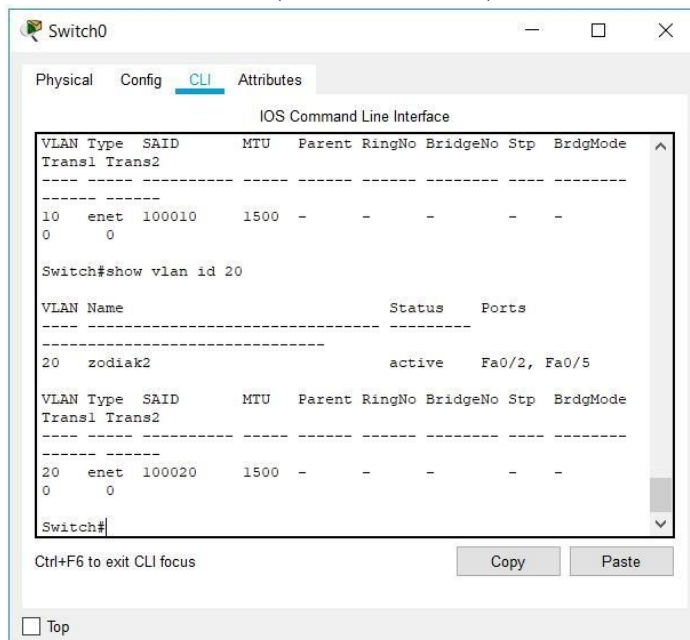 Switch0
Physical Config CLI Attributes
IOS Command Line Interface
VLAN Type SAID MTU Parent RingNo BridgeNo Stp BrdgMode
Trans1 Trans2
---- ----- ---------- ----- ------ ------ -------- ---- --------
------ ------
10 enet 100010 1500 - - - - -
0 0
Switch#show vlan id 20
VLAN Name Status Ports
---- -------------------------------- ---------
-------------------------------
20 zodiak2 active Fa0/2, Fa0/5
VLAN Type SAID MTU Parent RingNo BridgeNo Stp BrdgMode
Trans1 Trans2
---- ----- ---------- ----- ------ ------ -------- ---- --------
------ ------
20 enet 100020 1500 - - - - -
0 0
Switch#
Ctrl+F6 to exit CLI focus
Copy Paste
Top